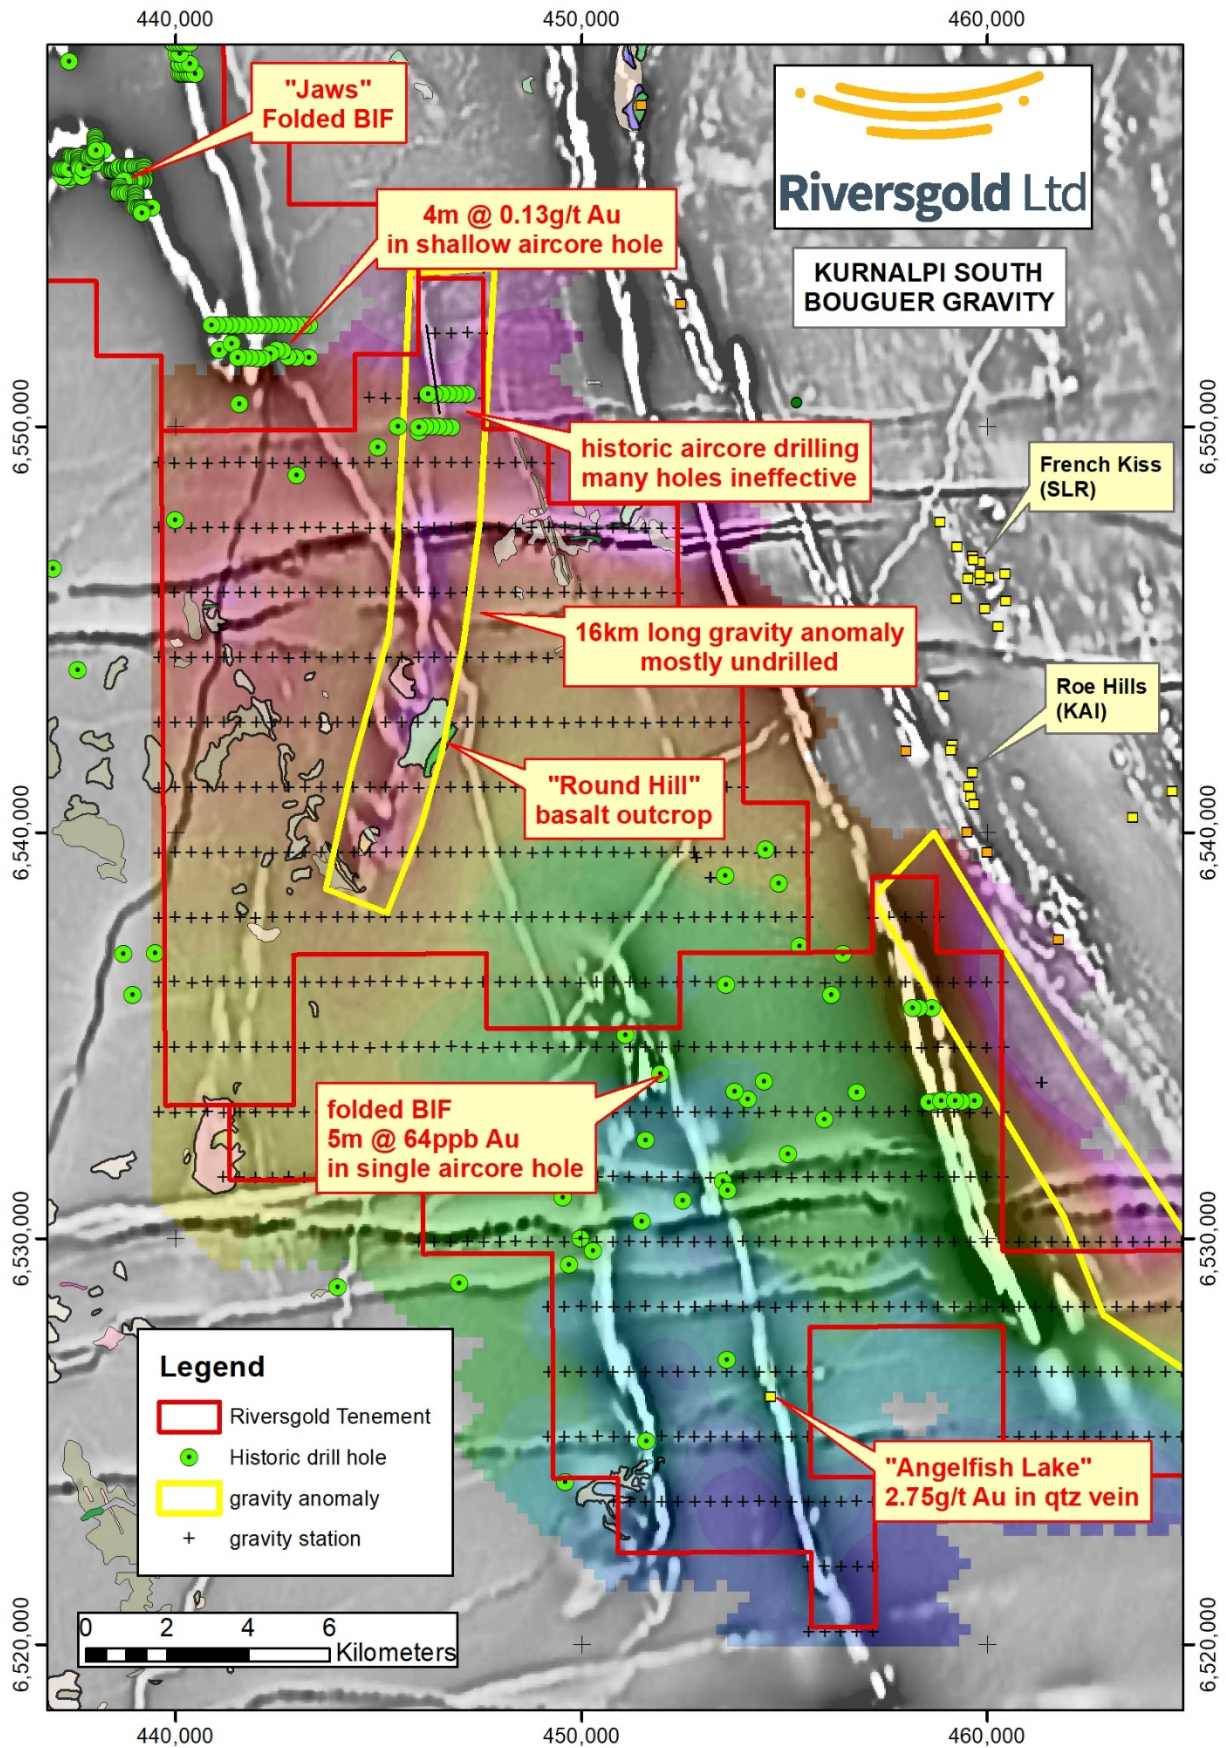 440,000
450,000
460,000
"Jaws"
Folded BIF
Riversgold Ltd
4m @ 0.13g/t Au
in shallow aircore hole
KURNALPI SOUTH
BOUGUER GRAVITY
6,550,000
6,550,000
historic aircore drilling
many holes ineffective
French Kiss
(SLR)
16km long gravity anomaly
mostly undrilled
Roe Hills
(KAI)
"Round Hill"
basalt outcrop
6,540,000
6,540,000
folded BIF
5m @ 64ppb Au
in single aircore hole
6,530,000
6,530,000
Legend
Riversgold Tenement
Historic drill hole
gravity anomaly
gravity station
"Angelfish Lake"
2.75g/t Au in qtz vein
0 2 4 6
Kilometers
6,520,000
6,520,000
440,000
450,000
460,000